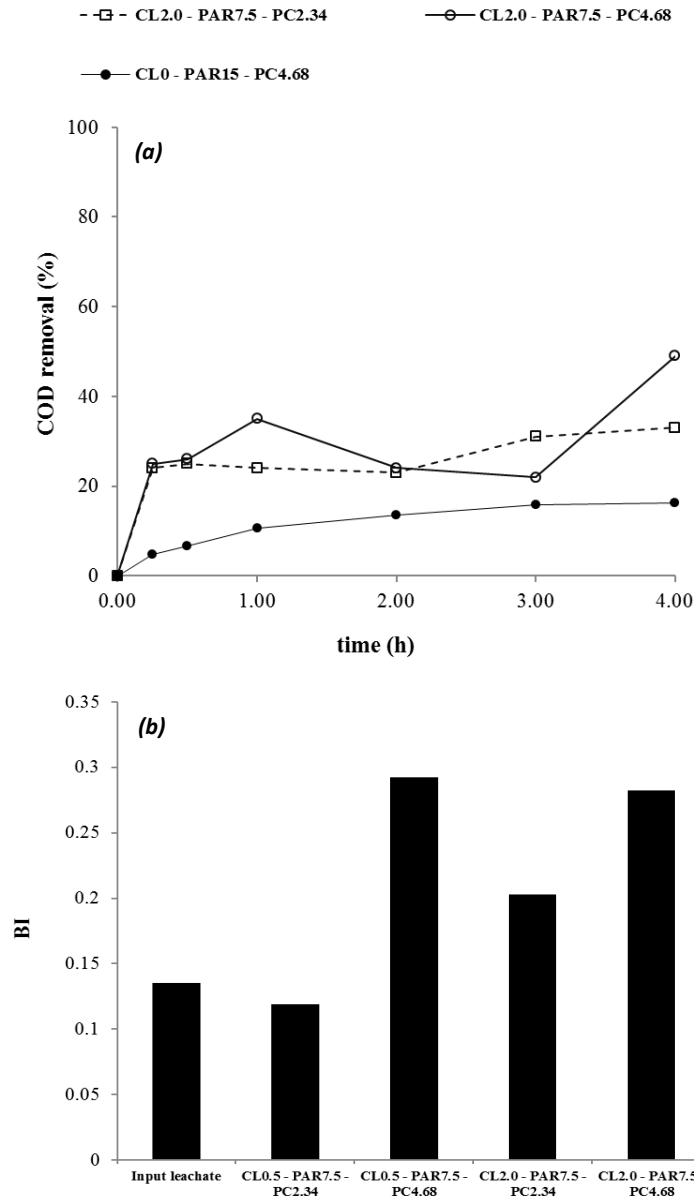 CL2.0 - PAR7.5 - PC2.34
CL2.0 - PAR7.5 - PC4.68
CL0 - PAR15 - PC4.68
(a)
100
80
60
40
20
0
COD removal (%)
0.00 1.00 2.00 3.00 4.00
time (h)
(b)
0.35
0.3
0.25
0.2
0.15
0.1
0.05
0
BI
Input leachate
CL0.5 - PAR7.5 -
PC2.34
CL0.5 - PAR7.5 -
PC4.68
CL2.0 - PAR7.5 -
PC2.34
CL2.0 - PAR7.5
PC4.68